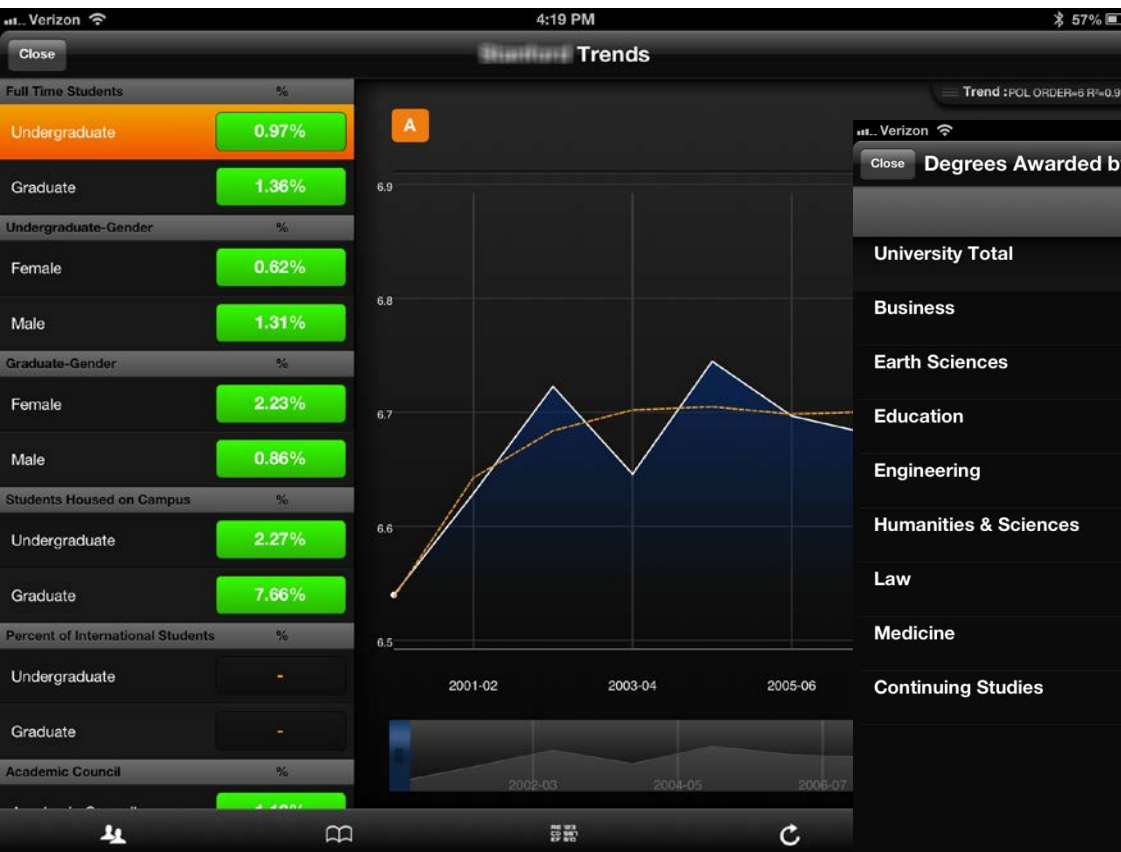 Verizon
4:19 PM
57%
Close
Trends
Full Time Students %
Undergraduate 0.97%
Graduate 1.36%
Undergraduate-Gender %
Female 0.62%
Male 1.31%
Graduate-Gender %
Female 2.23%
Male 0.86%
Students Housed on Campus %
Undergraduate 2.27%
Graduate 7.66%
Percent of International Students %
Undergraduate -
Graduate -
Academic Council %
A
Trend :POL ORDER=6 R²=0.9
6.9
6.8
6.7
6.6
6.5
2001-02 2003-04 2005-06
2002-03 2004-05 2006-07
Verizon
Close Degrees Awarded b
University Total
Business
Earth Sciences
Education
Engineering
Humanities & Sciences
Law
Medicine
Continuing Studies